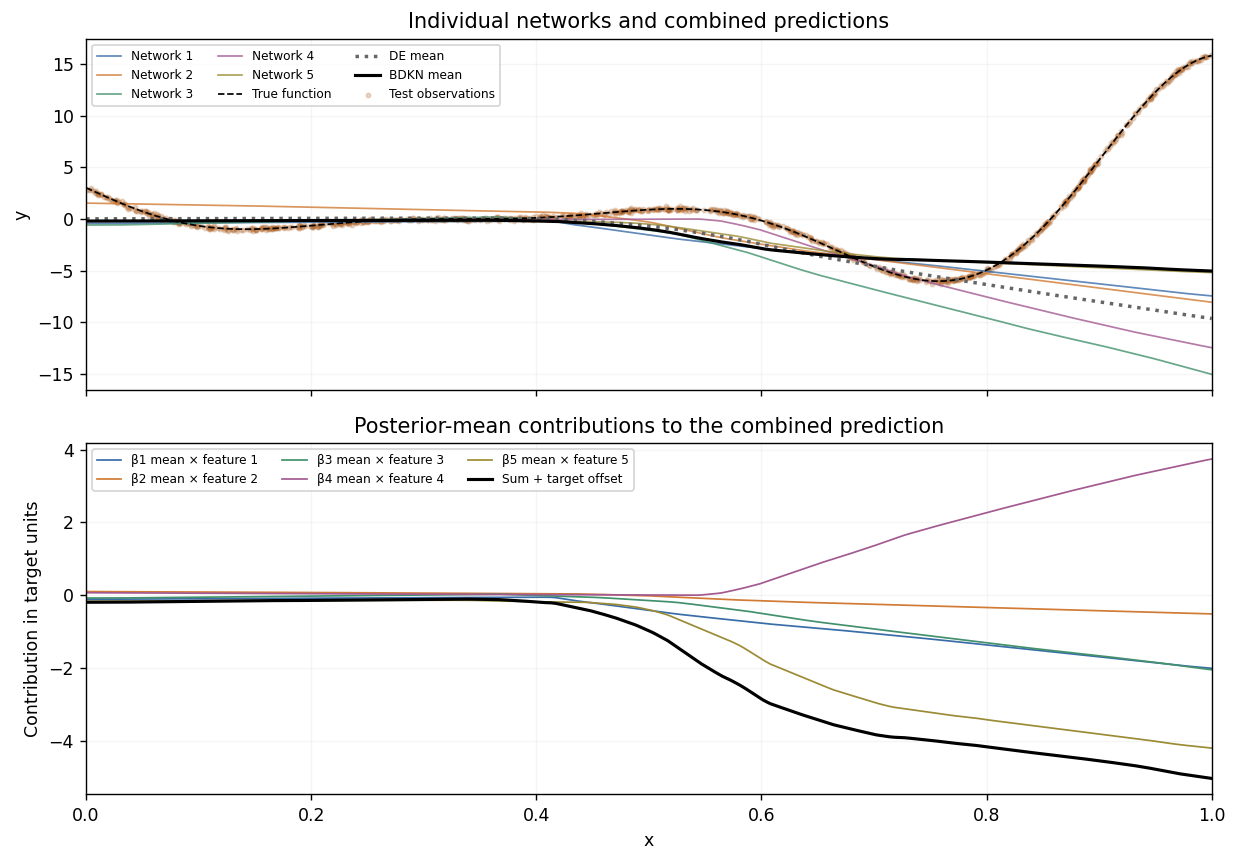 Individual networks and combined predictions
Network 1 Network 4 DE mean
Network 2 Network 5 BDKN mean
Network 3 True function Test observations
15
10
5
0
−5
−10
−15
y
Posterior-mean contributions to the combined prediction
β1 mean × feature 1 β3 mean × feature 3 β5 mean × feature 5
β2 mean × feature 2 β4 mean × feature 4 Sum + target offset
4
2
0
−2
−4
Contribution in target units
0.0 0.2 0.4 0.6 0.8 1.0
x